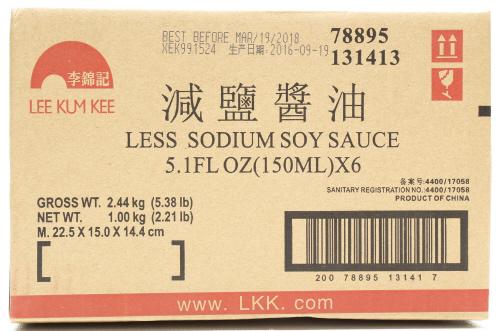 BEST BEFORE MAR/19/2018
XEK991524 生产日期:2016-09-19
78895
131413
李錦記
LEE KUM KEE
減鹽醬油
LESS SODIUM SOY SAUCE
5.1FL OZ(150ML)X6
备案号:4400/17058
SANITARY REGISTRATION NO.:4400/17058
PRODUCT OF CHINA
GROSS WT. 2.44 kg (5.38 lb)
NET WT. 1.00 kg (2.21 lb)
M. 22.5 X 15.0 X 14.4 cm
200 78895 13141 7
www.LKK.com